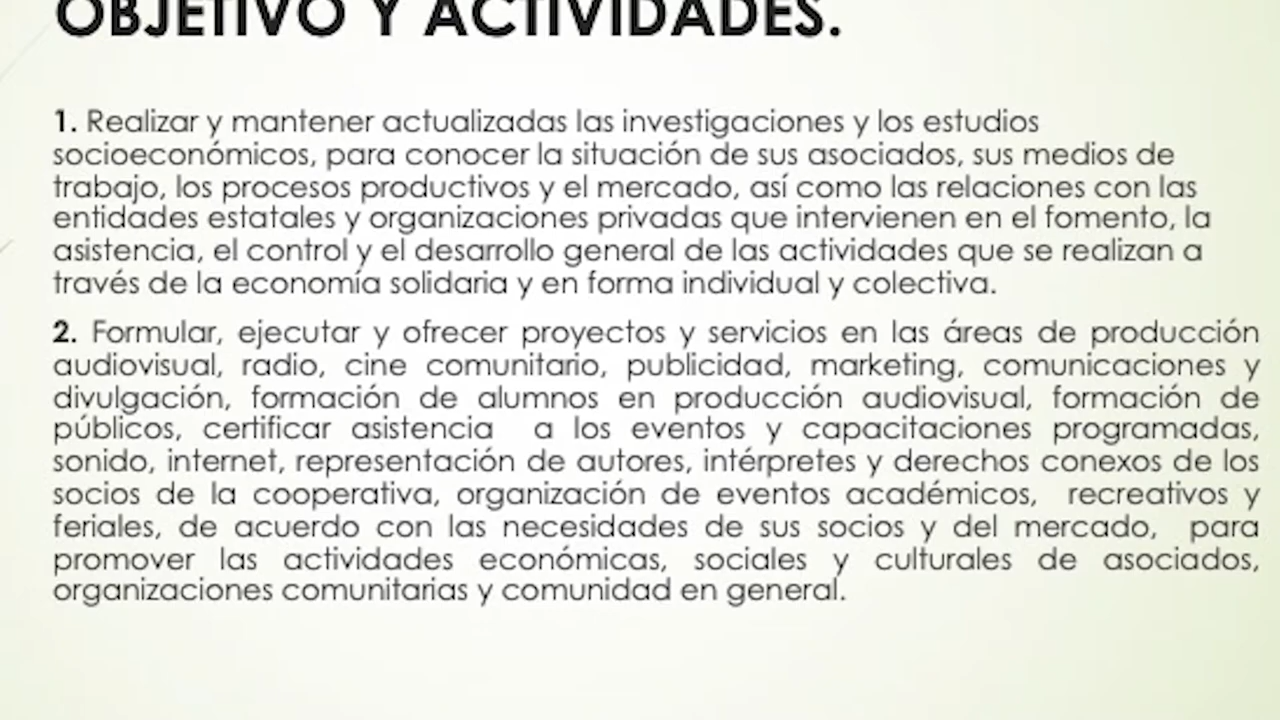 OBJETIVO Y ACTIVIDADES.
1. Realizar y mantener actualizadas las investigaciones y los estudios
socioeconómicos, para conocer la situación de sus asociados, sus medios de
trabajo, los procesos productivos y el mercado, así como las relaciones con las
entidades estatales y organizaciones privadas que intervienen en el fomento, la
asistencia, el control y el desarrollo general de las actividades que se realizan a
través de la economía solidaria y en forma individual y colectiva.
2. Formular, ejecutar y ofrecer proyectos y servicios en las áreas de producción
audiovisual, radio, cine comunitario, publicidad, marketing, comunicaciones y
divulgación, formación de alumnos en producción audiovisual, formación de
públicos, certificar asistencia a los eventos y capacitaciones programadas,
sonido, internet, representación de autores, intérpretes y derechos conexos de los
socios de la cooperativa, organización de eventos académicos, recreativos y
feriales, de acuerdo con las necesidades de sus socios y del mercado, para
promover las actividades económicas, sociales y culturales de asociados,
organizaciones comunitarias y comunidad en general.